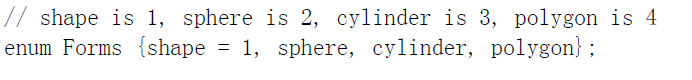 // shape is 1, sphere is 2, cylinder is 3, polygon is 4
enum Forms {shape = 1, sphere, cylinder, polygon};